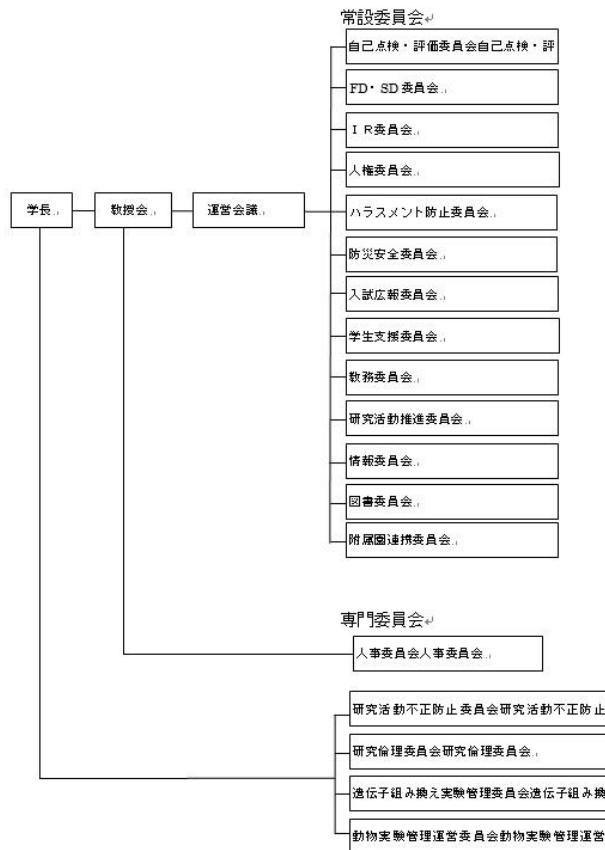 常設委員会
自己点検・評価委員会自己点検・評
FD・SD委員会
ＩＲ委員会
人権委員会
学長
教授会
運営会議
ハラスメント防止委員会
防災安全委員会
入試広報委員会
学生支援委員会
教務委員会
研究活動推進委員会
情報委員会
図書委員会
附属園連携委員会
専門委員会
人事委員会人事委員会
研究活動不正防止委員会研究活動不正防止
研究倫理委員会研究倫理委員会
遺伝子組み換え実験管理委員会遺伝子組み換
動物実験管理運営委員会動物実験管理運営